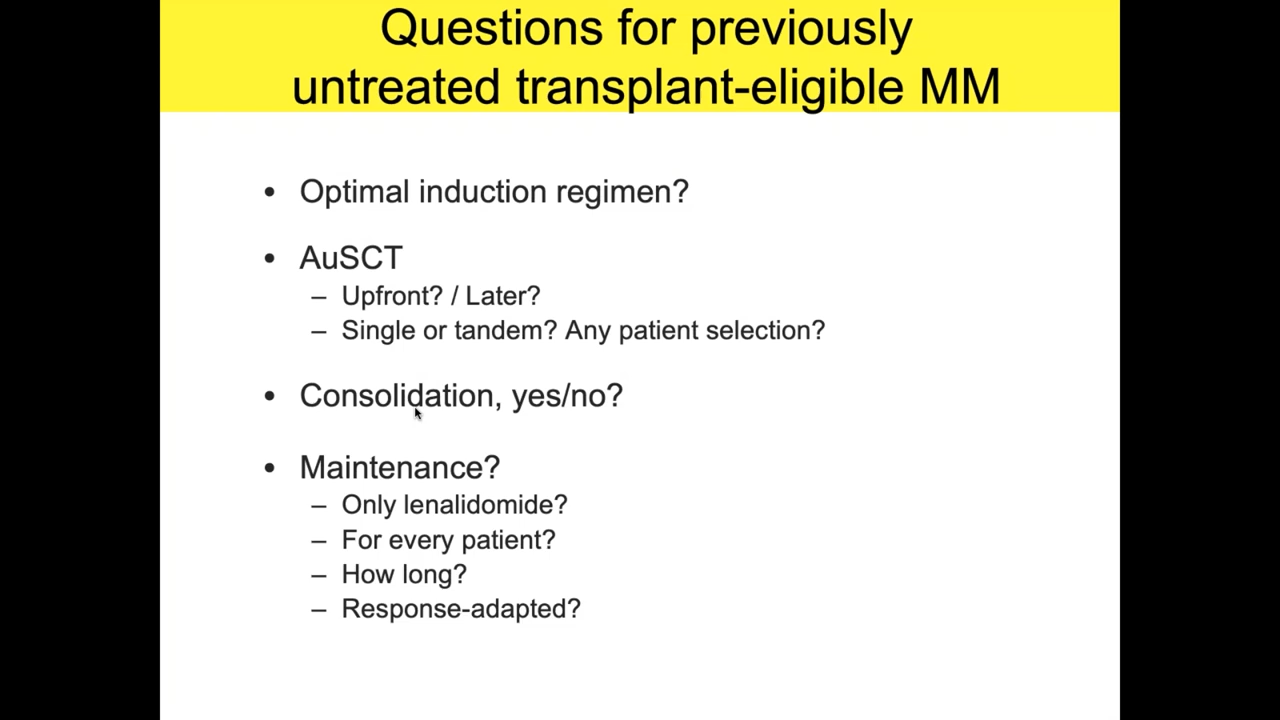 Questions for previously
untreated transplant-eligible MM
• Optimal induction regimen?
• AuSCT
– Upfront? / Later?
– Single or tandem? Any patient selection?
• Consolidation, yes/no?
• Maintenance?
– Only lenalidomide?
– For every patient?
– How long?
– Response-adapted?